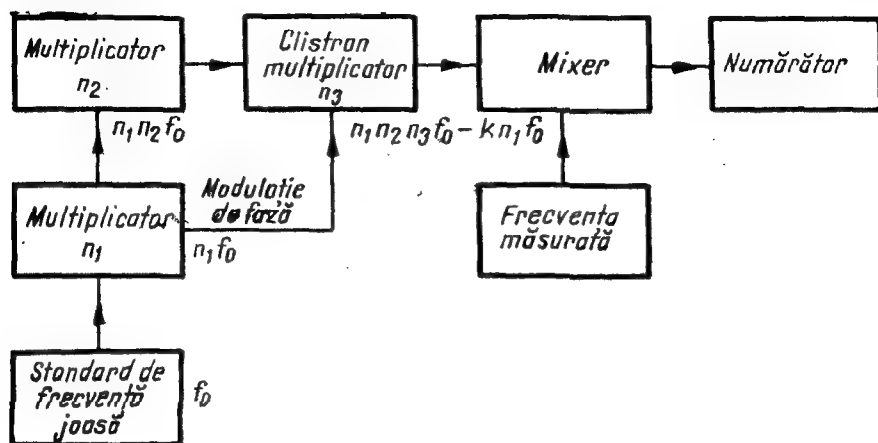 Multiplicator
n2
Clistron
multiplicator
n3
Mixer
Numărător
n1n2f0
n1n2n3f0 - kn1f0
Multiplicator
n1
Modulatie
de fază
n1f0
Frecventa
măsurată
Standard de
frecvență
joasă
f0